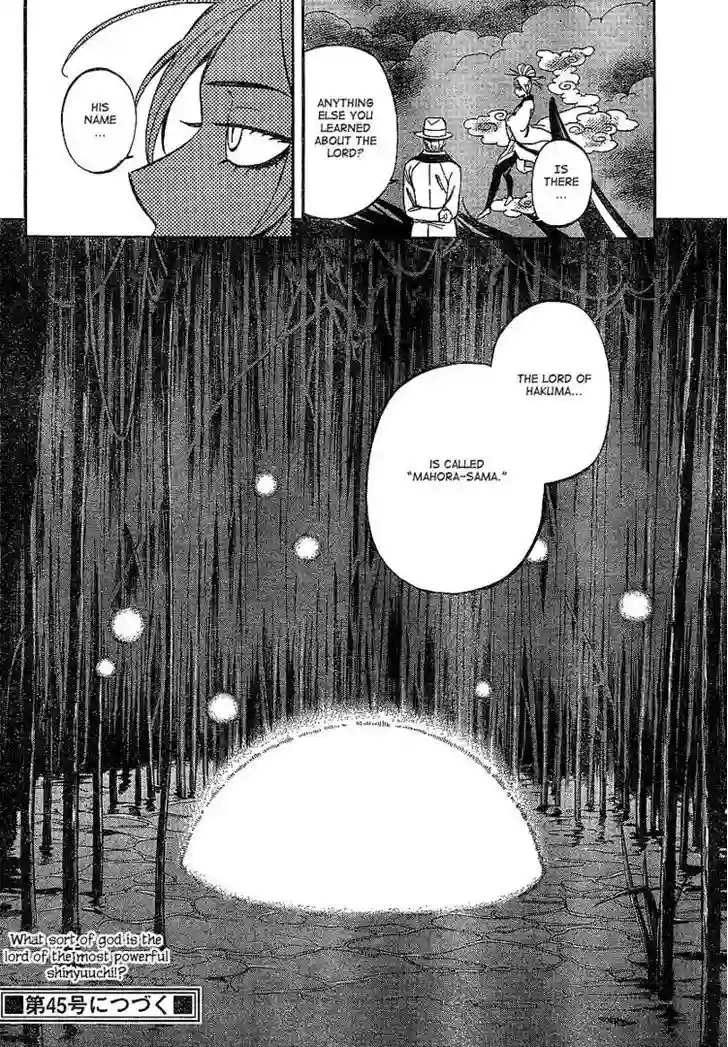 IS
THERE
...
ANYTHING
ELSE YOU
LEARNED
ABOUT THE
LORD?
HIS
NAME
...
THE LORD OF
HAKUMA...
IS CALLED
"MAHORA-SAMA."
What sort of god is the
lord of the most powerful
shinyuuchi!?
■第45号につづく■